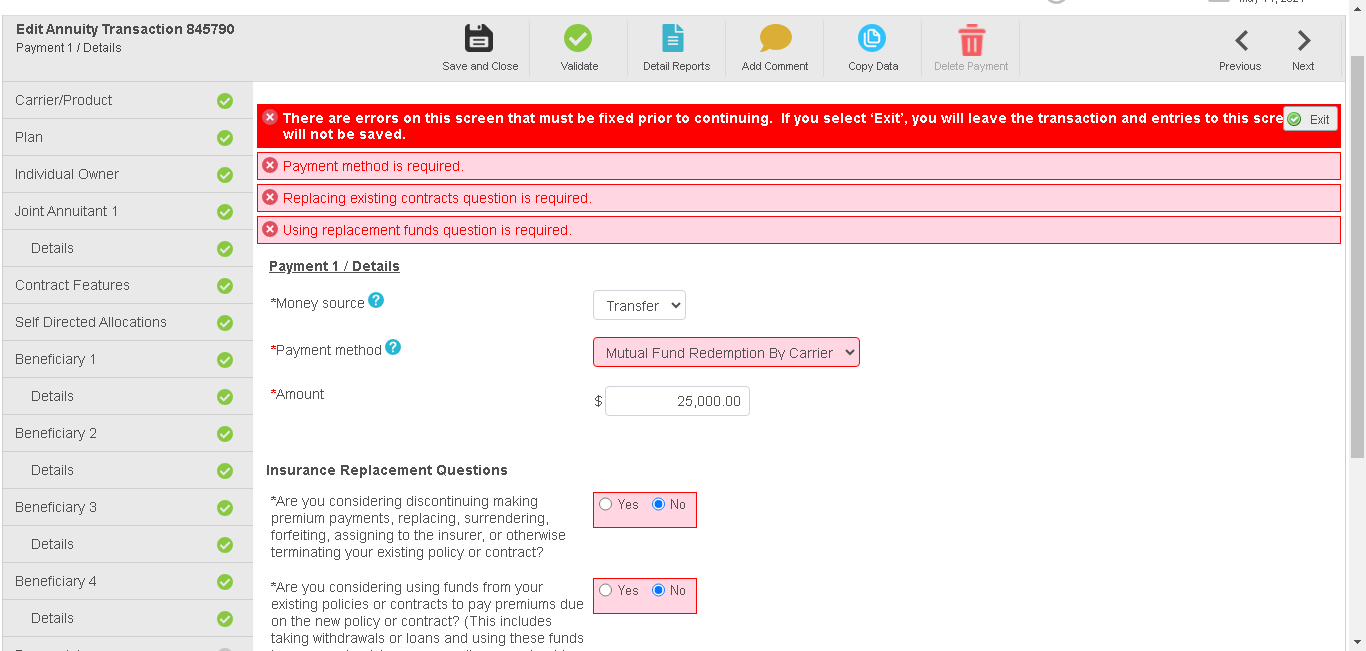 Edit Annuity Transaction 845790
Payment 1 / Details
Save and Close
Validate
Detail Reports
Add Comment
Copy Data
Delete Payment
Previous
Next
Carrier/Product
Plan
Individual Owner
Joint Annuitant 1
Details
Contract Features
Self Directed Allocations
Beneficiary 1
Details
Beneficiary 2
Details
Beneficiary 3
Details
Beneficiary 4
Details
There are errors on this screen that must be fixed prior to continuing. If you select ‘Exit’, you will leave the transaction and entries to this scre
will not be saved.
Exit
Payment method is required.
Replacing existing contracts question is required.
Using replacement funds question is required.
Payment 1 / Details
*Money source ?
Transfer
*Payment method ?
Mutual Fund Redemption By Carrier
*Amount
$ 25,000.00
Insurance Replacement Questions
*Are you considering discontinuing making
premium payments, replacing, surrendering,
forfeiting, assigning to the insurer, or otherwise
terminating your existing policy or contract?
Yes No
*Are you considering using funds from your
existing policies or contracts to pay premiums due
on the new policy or contract? (This includes
taking withdrawals or loans and using these funds
Yes No